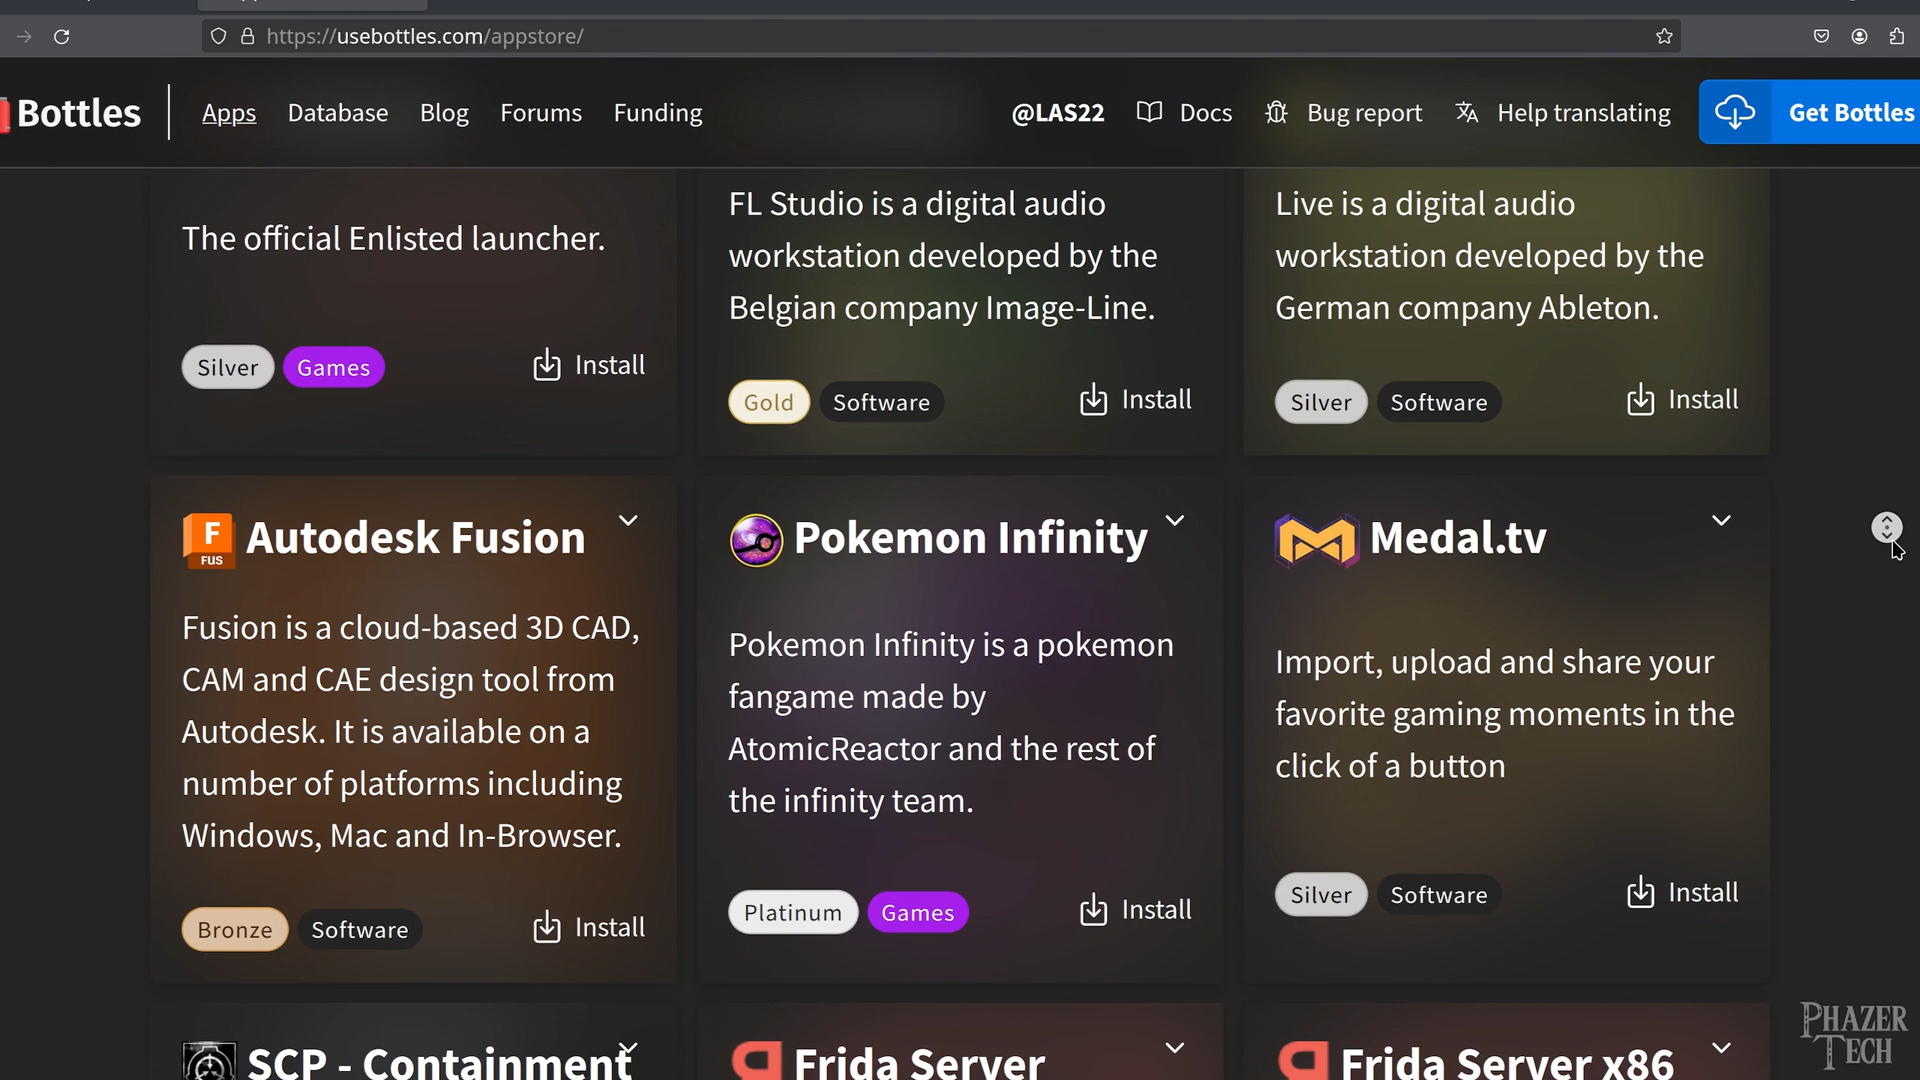 https://usebottles.com/appstore/
Bottles
Apps
Database
Blog
Forums
Funding
@LAS22
Docs
Bug report
Help translating
Get Bottles
The official Enlisted launcher.
Silver
Games
Install
FL Studio is a digital audio
workstation developed by the
Belgian company Image-Line.
Gold
Software
Install
Live is a digital audio
workstation developed by the
German company Ableton.
Silver
Software
Install
F
FUS
Autodesk Fusion
Fusion is a cloud-based 3D CAD,
CAM and CAE design tool from
Autodesk. It is available on a
number of platforms including
Windows, Mac and In-Browser.
Bronze
Software
Install
Pokemon Infinity
Pokemon Infinity is a pokemon
fangame made by
AtomicReactor and the rest of
the infinity team.
Platinum
Games
Install
Medal.tv
Import, upload and share your
favorite gaming moments in the
click of a button
Silver
Software
Install
SCP - Containment
Frida Server
Frida Server x86
PHAZER
TECH